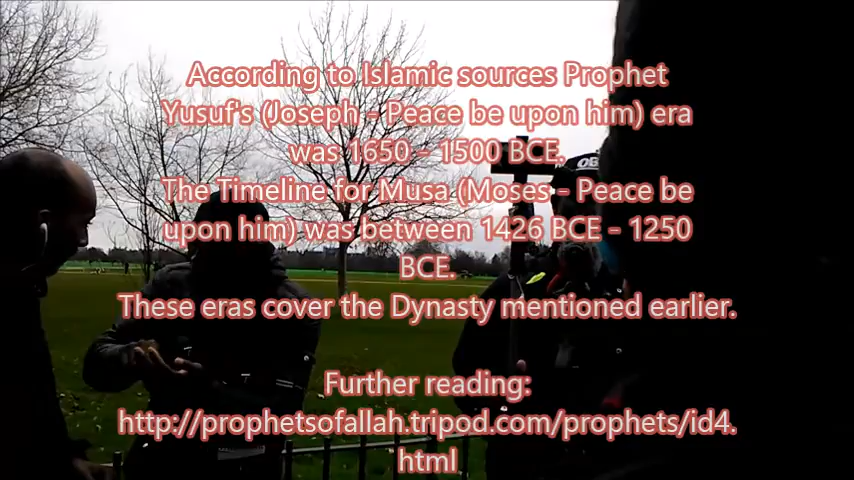 According to Islamic sources Prophet
Yusuf's (Joseph - Peace be upon him) era
was 1650 - 1500 BCE.
The Timeline for Musa (Moses - Peace be
upon him) was between 1426 BCE - 1250
BCE.
These eras cover the Dynasty mentioned earlier.
Further reading:
http://prophetsofallah.tripod.com/prophets/id4.
html